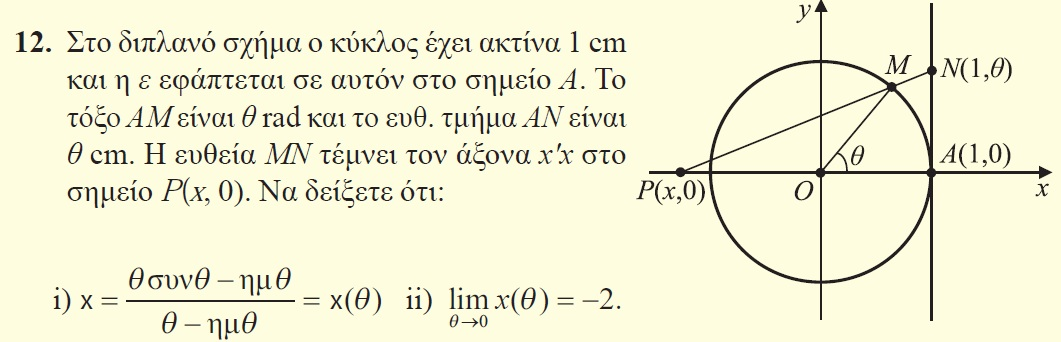 12. Στο διπλανό σχήμα ο κύκλος έχει ακτίνα 1 cm
και η ε εφάπτεται σε αυτόν στο σημείο A. Το
τόξο AM είναι θ rad και το ευθ. τμήμα AN είναι
θ cm. Η ευθεία MN τέμνει τον άξονα x′x στο
σημείο P(x, 0). Να δείξετε ότι:
i) x = (θσυνθ – ημθ)/(θ – ημθ) = x(θ) ii) lim θ→0 x(θ) = –2.
y
M
N(1,θ)
θ
A(1,0)
P(x,0)
O
x